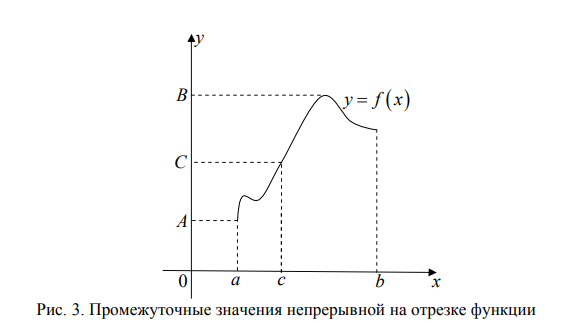 y
B
y = f(x)
C
A
0 a c b x
Рис. 3. Промежуточные значения непрерывной на отрезке функции